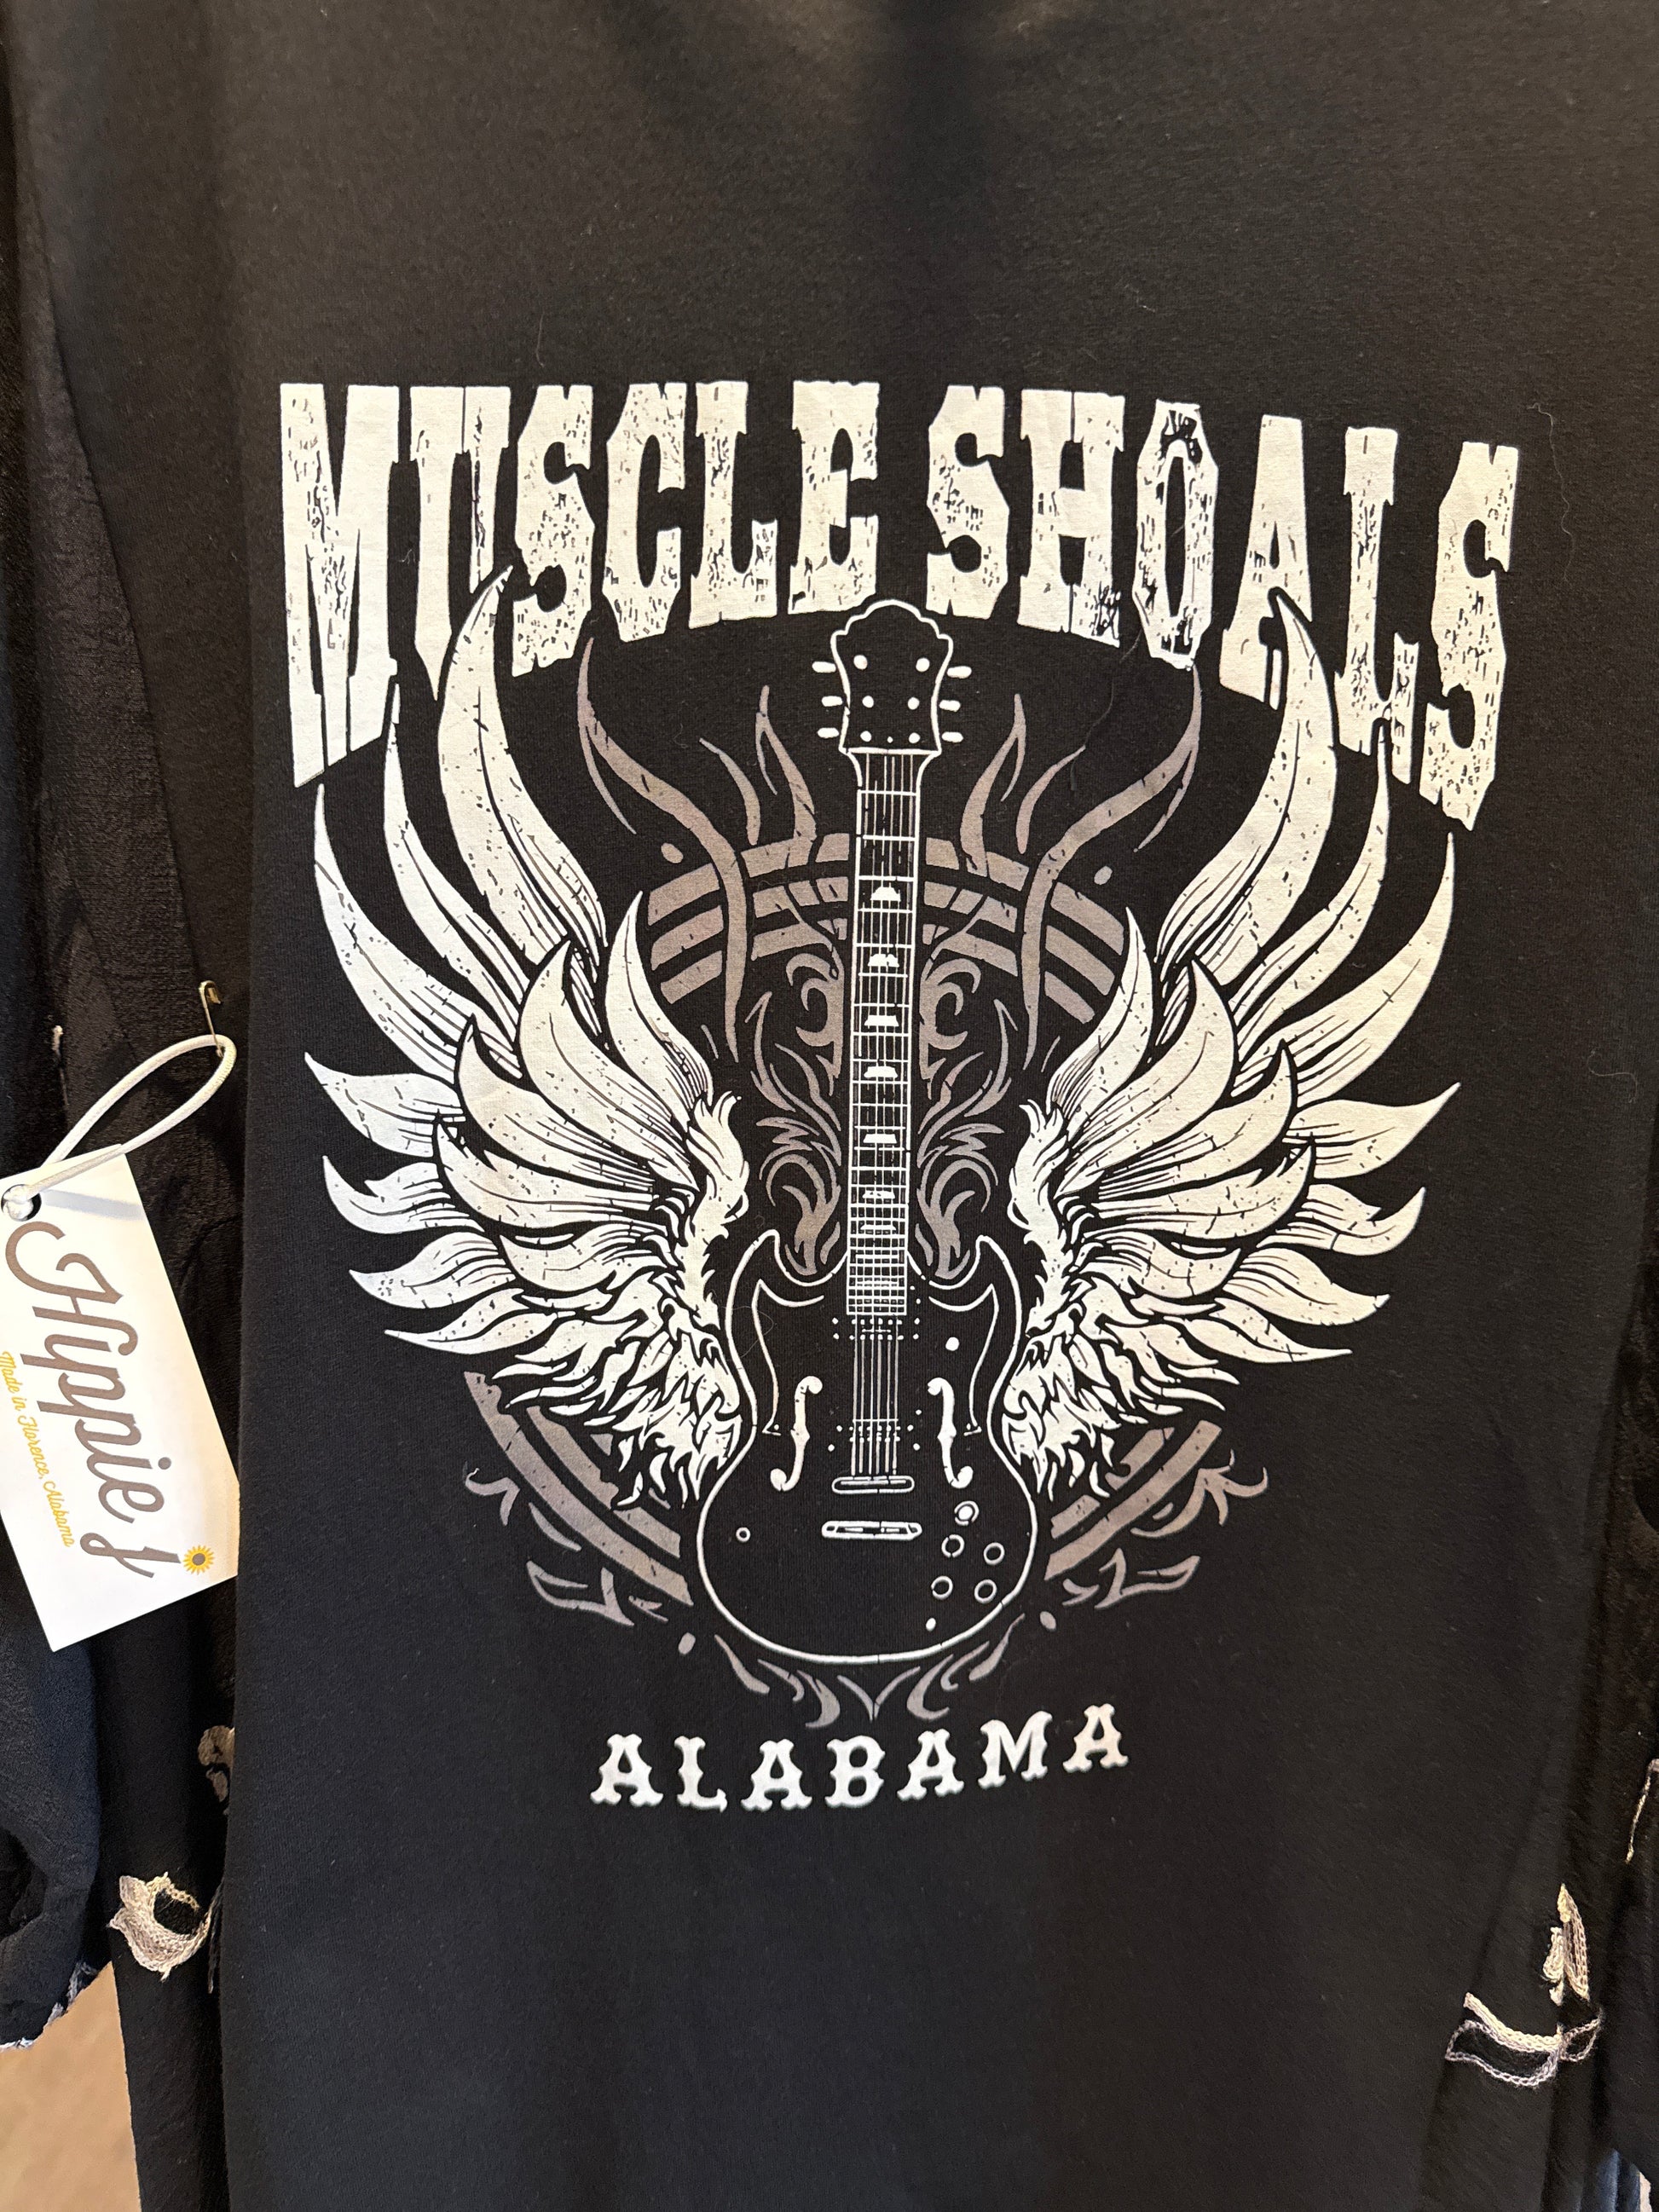 MUSCLE SHOALS
Hippie J
Made in Florence, Alabama
ALABAMA